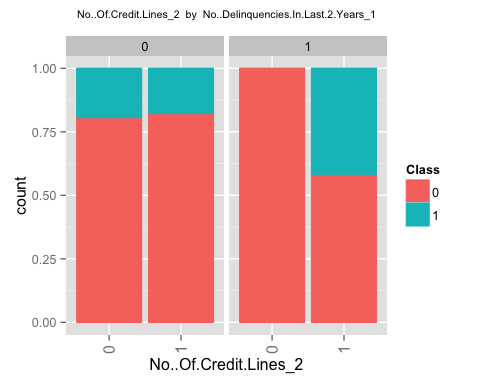 No..Of.Credit.Lines_2 by No..Delinquencies.In.Last.2.Years_1
0 1
1.00
0.75
0.50
0.25
0.00
count
0 1 0 1
No..Of.Credit.Lines_2
Class
0
1